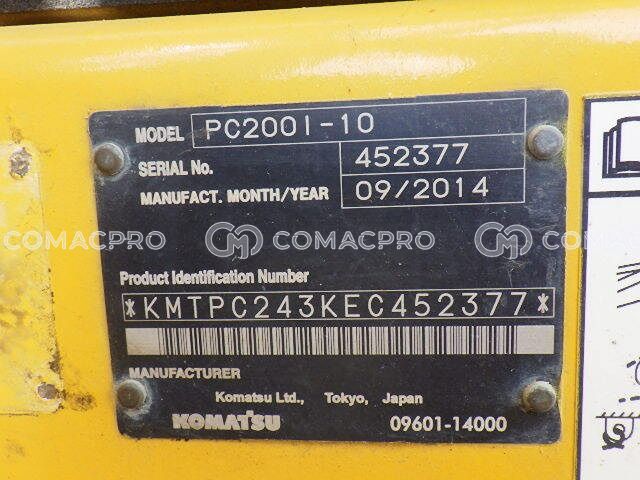 MODEL PC200I-10
SERIAL No. 452377
MANUFACT. MONTH/YEAR 09/2014
COMACPRO COMACPRO COMACPRO
Product Identification Number
*KMTPC243KEC452377*
MANUFACTURER
Komatsu Ltd., Tokyo, Japan
KOMATSU 09601-14000